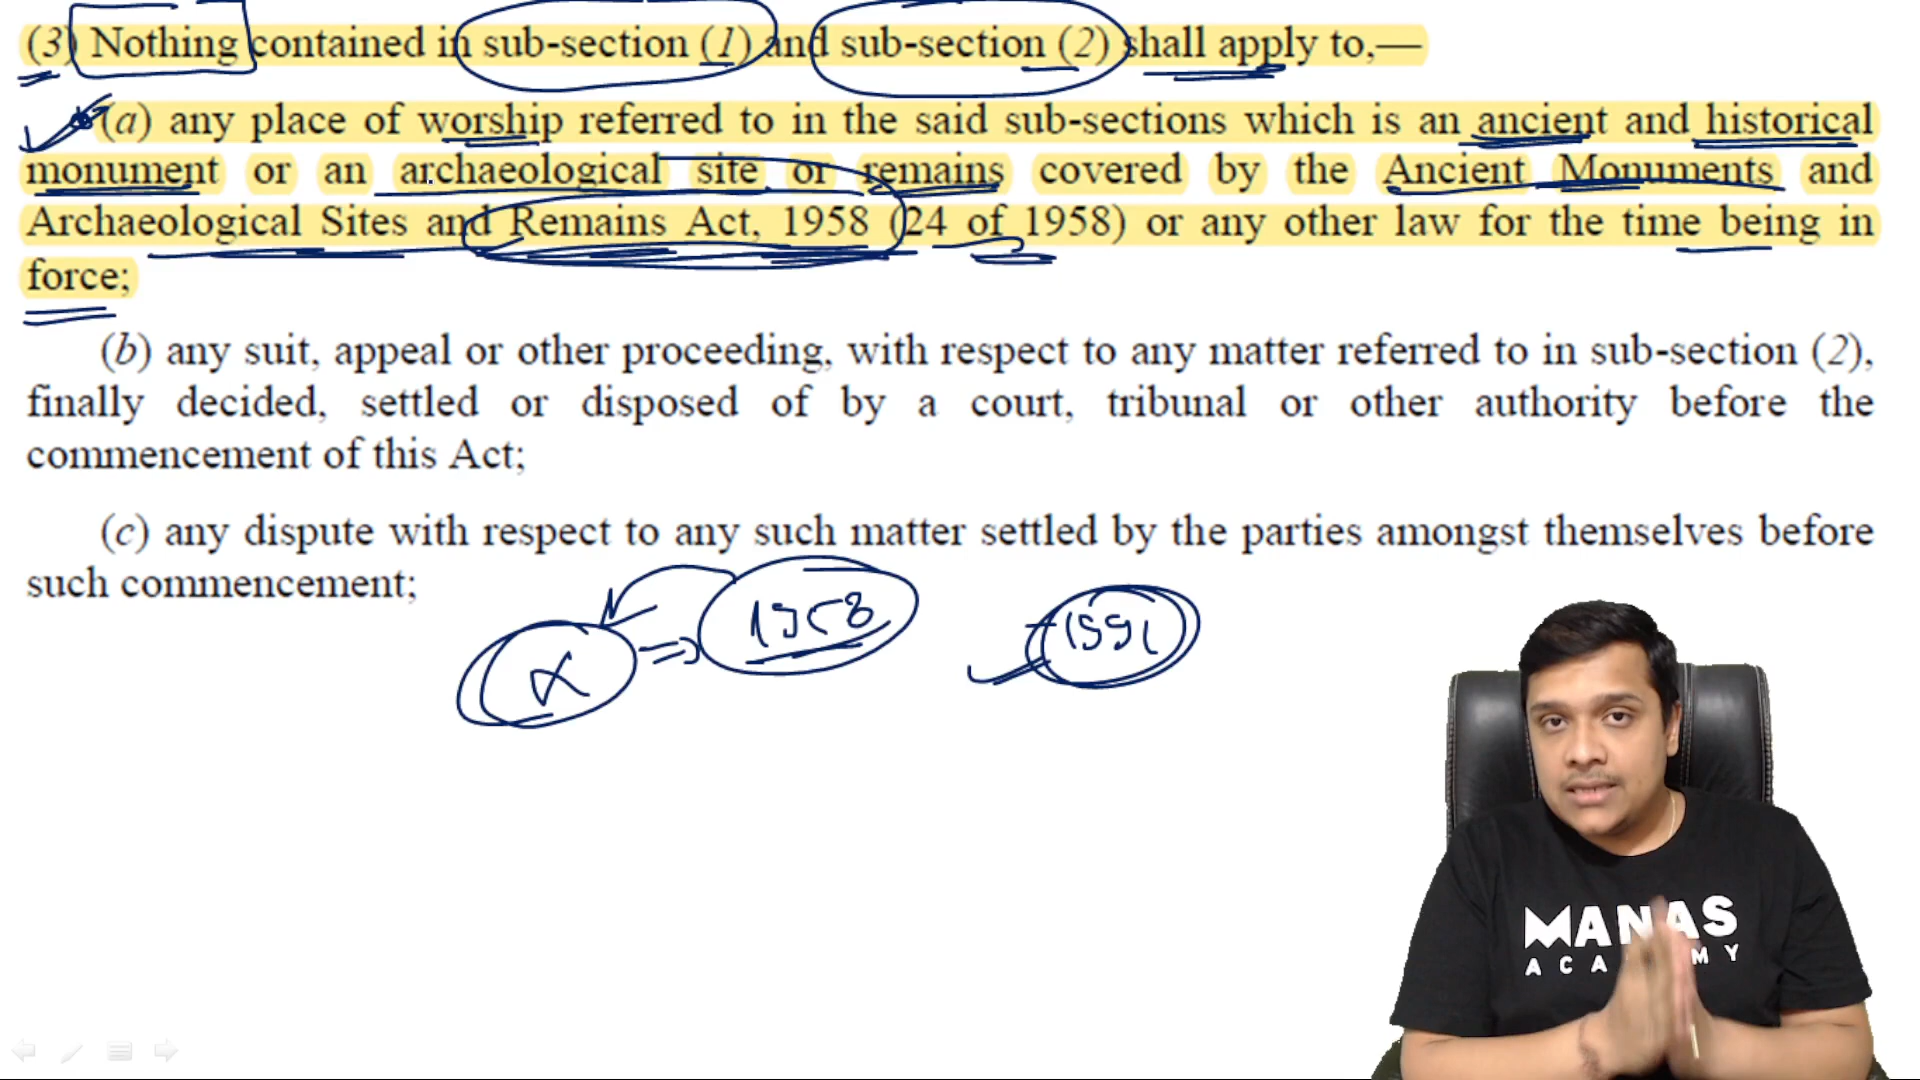 (3) Nothing contained in sub-section (1) and sub-section (2) shall apply to,—
(a) any place of worship referred to in the said sub-sections which is an ancient and historical
monument or an archaeological site or remains covered by the Ancient Monuments and
Archaeological Sites and Remains Act, 1958 (24 of 1958) or any other law for the time being in
force;
(b) any suit, appeal or other proceeding, with respect to any matter referred to in sub-section (2),
finally decided, settled or disposed of by a court, tribunal or other authority before the
commencement of this Act;
(c) any dispute with respect to any such matter settled by the parties amongst themselves before
such commencement;
1958
1991
MANAS
ACADEMY